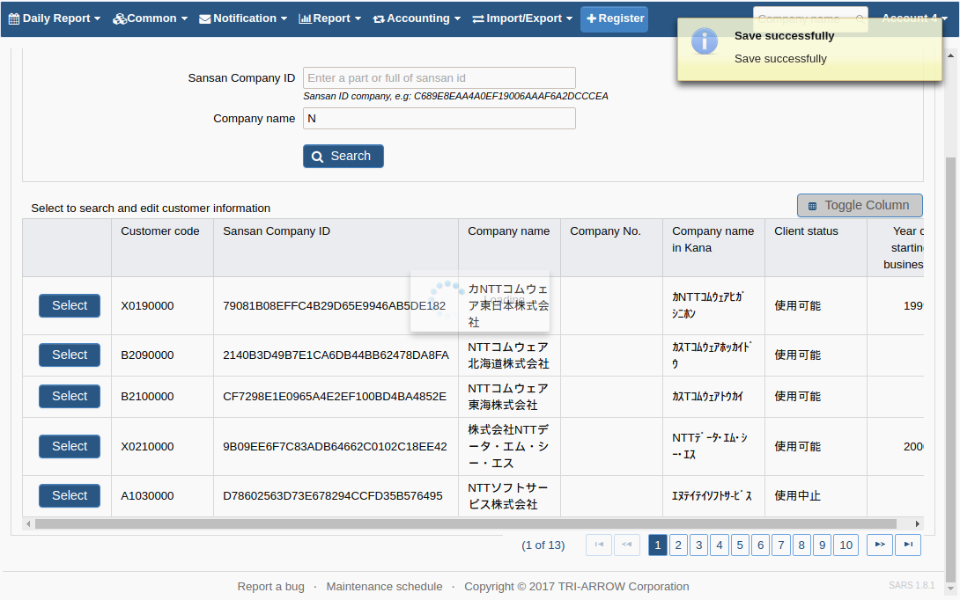 Daily Report Common Notification Report Accounting Import/Export Register Company name Account 4
Save successfully
Save successfully
Sansan Company ID Enter a part or full of sansan id
Sansan ID company, e.g: C689E8EAA4A0EF19006AAAF6A2DCCCEA
Company name N
Search
Select to search and edit customer information Toggle Column
Customer code Sansan Company ID Company name Company No. Company name in Kana Client status Year o startin busines
Loading
Select X0190000 79081B08EFFC4B29D65E9946AB5DE182 カNTTコムウェア東日本株式会社 ｶNTTｺﾑｳｪｱﾋｶﾞｼﾆﾎﾝ 使用可能 199
Select B2090000 2140B3D49B7E1CA6DB44BB62478DA8FA NTTコムウェア北海道株式会社 ｶｽTｺﾑｳｪｱﾎｯｶｲﾄﾞｳ 使用可能
Select B2100000 CF7298E1E0965A4E2EF100BD4BA4852E NTTコムウェア東海株式会社 ｶｽTｺﾑｳｪｱﾄｳｶｲ 使用可能
Select X0210000 9B09EE6F7C83ADB64662C0102C18EE42 株式会社NTTデータ・エム・シー・エス NTTﾃﾞｰﾀ･ｴﾑ･ｼｰ･ｴｽ 使用可能 200
Select A1030000 D78602563D73E678294CCFD35B576495 NTTソフトサービス株式会社 ｴﾇﾃｲﾃｲｿﾌﾄｻｰﾋﾞｽ 使用中止
(1 of 13) 1 2 3 4 5 6 7 8 9 10
Report a bug · Maintenance schedule · Copyright © 2017 TRI-ARROW Corporation SARS 1.8.1